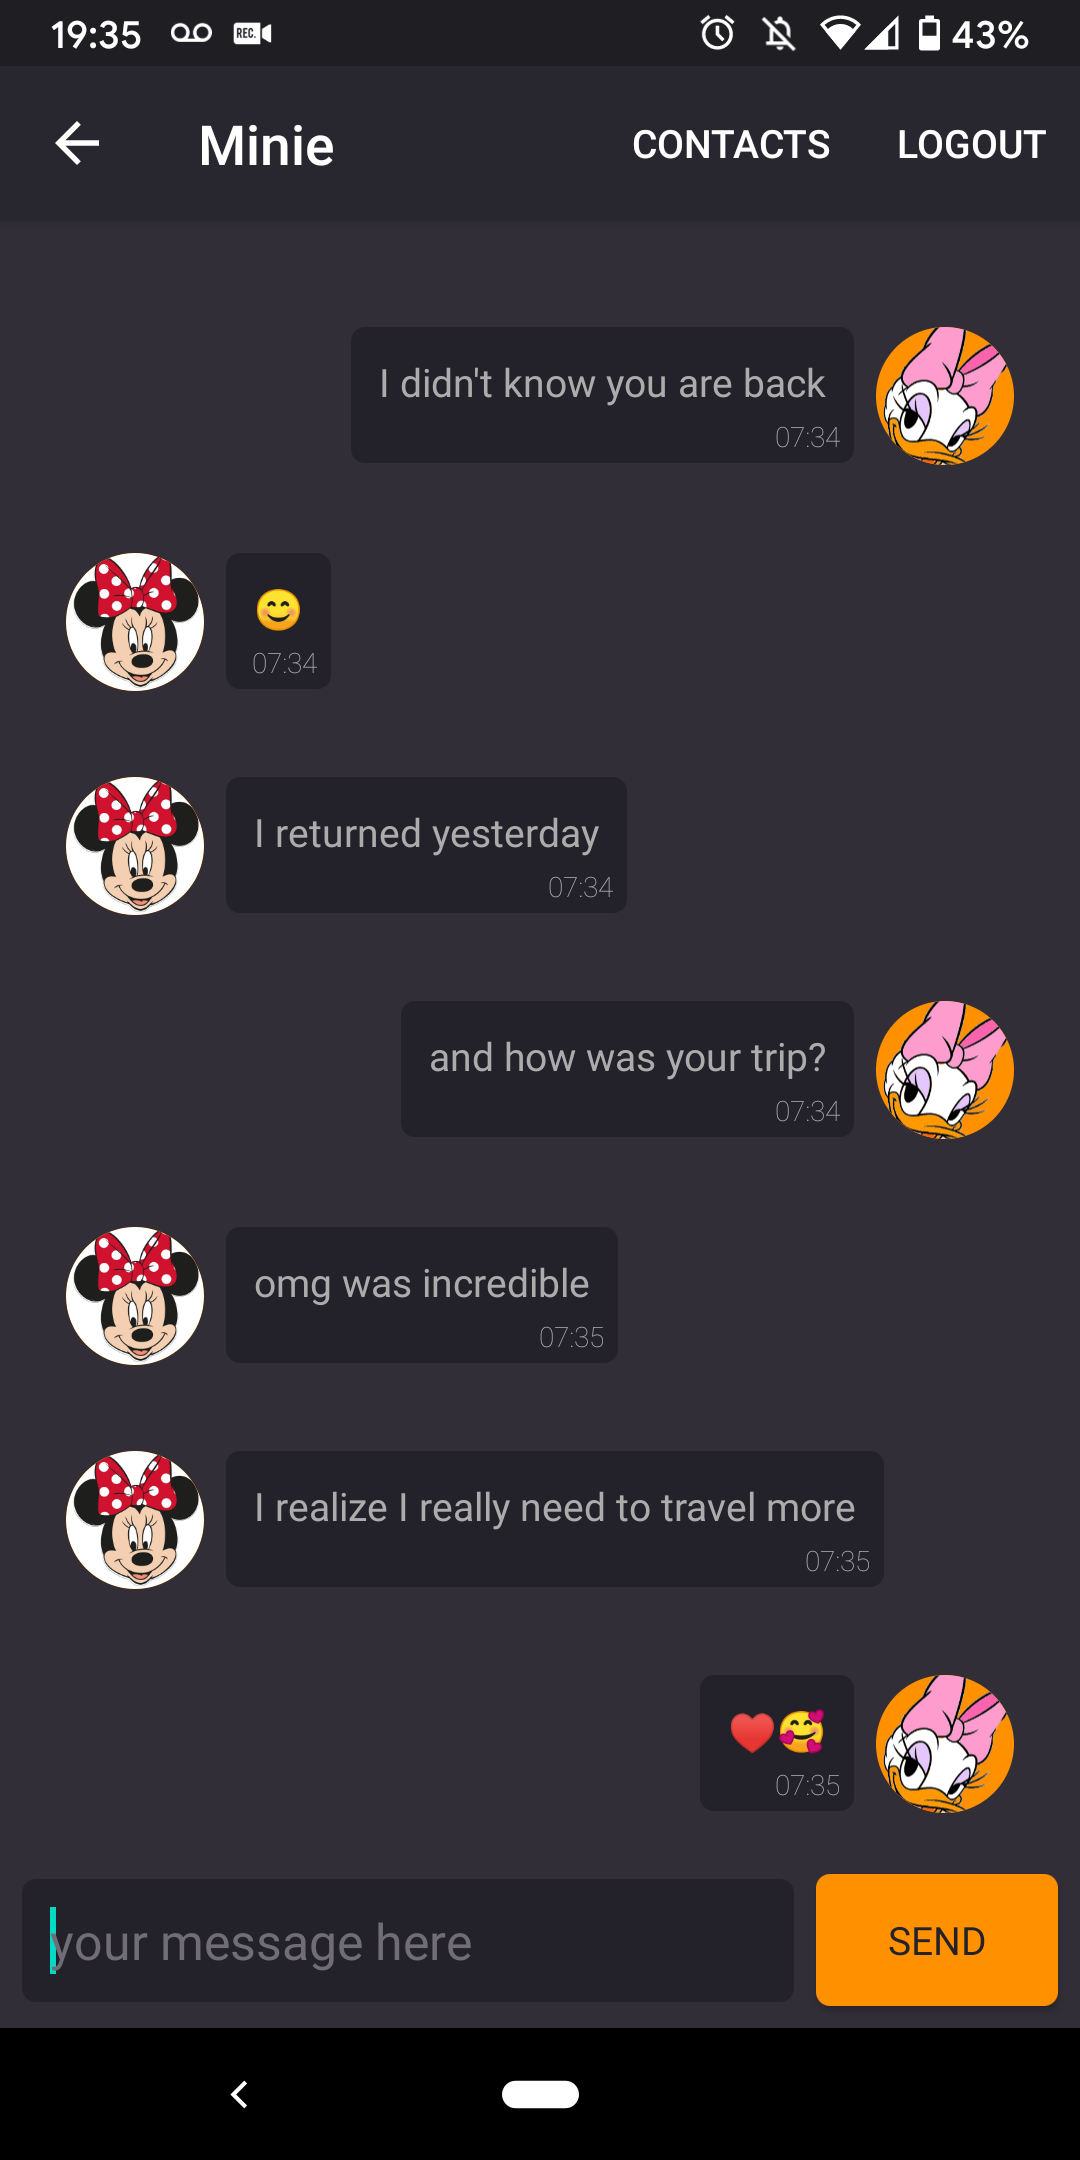 19:35 REC. 43%
Minie CONTACTS LOGOUT
I didn't know you are back
07:34
😊
07:34
I returned yesterday
07:34
and how was your trip?
07:34
omg was incredible
07:35
I realize I really need to travel more
07:35
♥️🥰
07:35
your message here
SEND